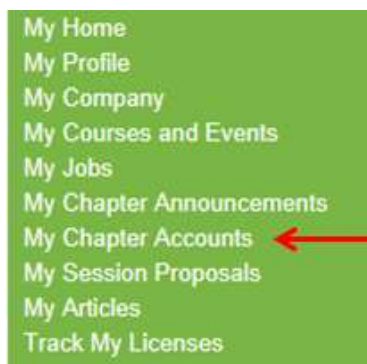 My Home
My Profile
My Company
My Courses and Events
My Jobs
My Chapter Announcements
My Chapter Accounts
My Session Proposals
My Articles
Track My Licenses